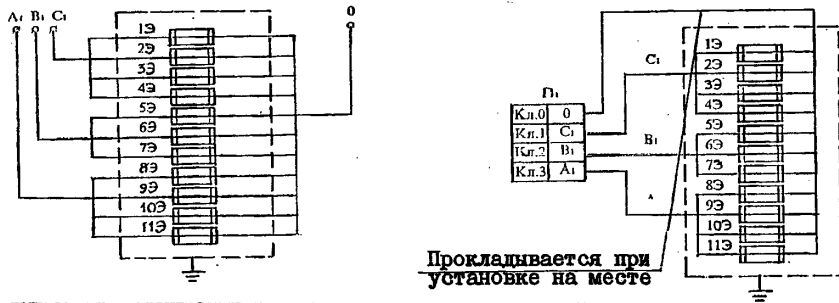 A1 B1 C1
0
1Э
2Э
3Э
4Э
5Э
6Э
7Э
8Э
9Э
10Э
11Э
П1
Кл.0 0
Кл.1 C1
Кл.2 B1
Кл.3 A1
C1
B1
A
1Э
2Э
3Э
4Э
5Э
6Э
7Э
8Э
9Э
10Э
11Э
Прокладывается при
установке на месте